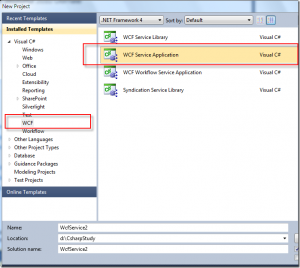 New Project
Recent Templates
.NET Framework 4
Sort by:
Default
Installed Templates
Visual C#
Windows
Web
Office
Cloud
Extensibility
Reporting
SharePoint
Silverlight
Test
WCF
Workflow
Other Languages
Other Project Types
Database
Guidance Packages
Modeling Projects
Test Projects
Online Templates
WCF Service Library
Visual C#
WCF Service Application
Visual C#
WCF Workflow Service Application
Visual C#
Syndication Service Library
Visual C#
Name:
WcfService2
Location:
d:\CsharpStudy
Solution name:
WcfService2